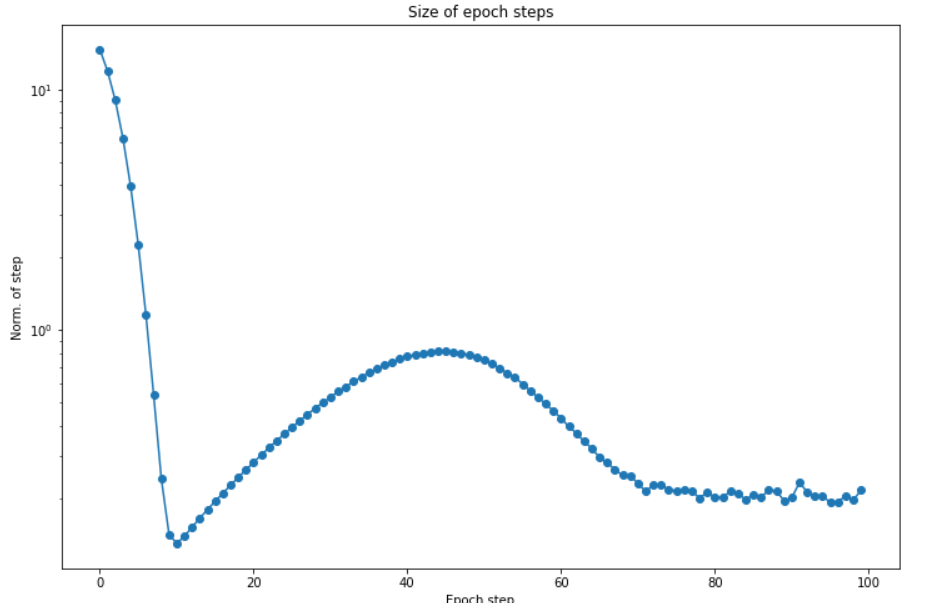 Size of epoch steps
Norm. of step
10¹
10⁰
0 20 40 60 80 100
Epoch step